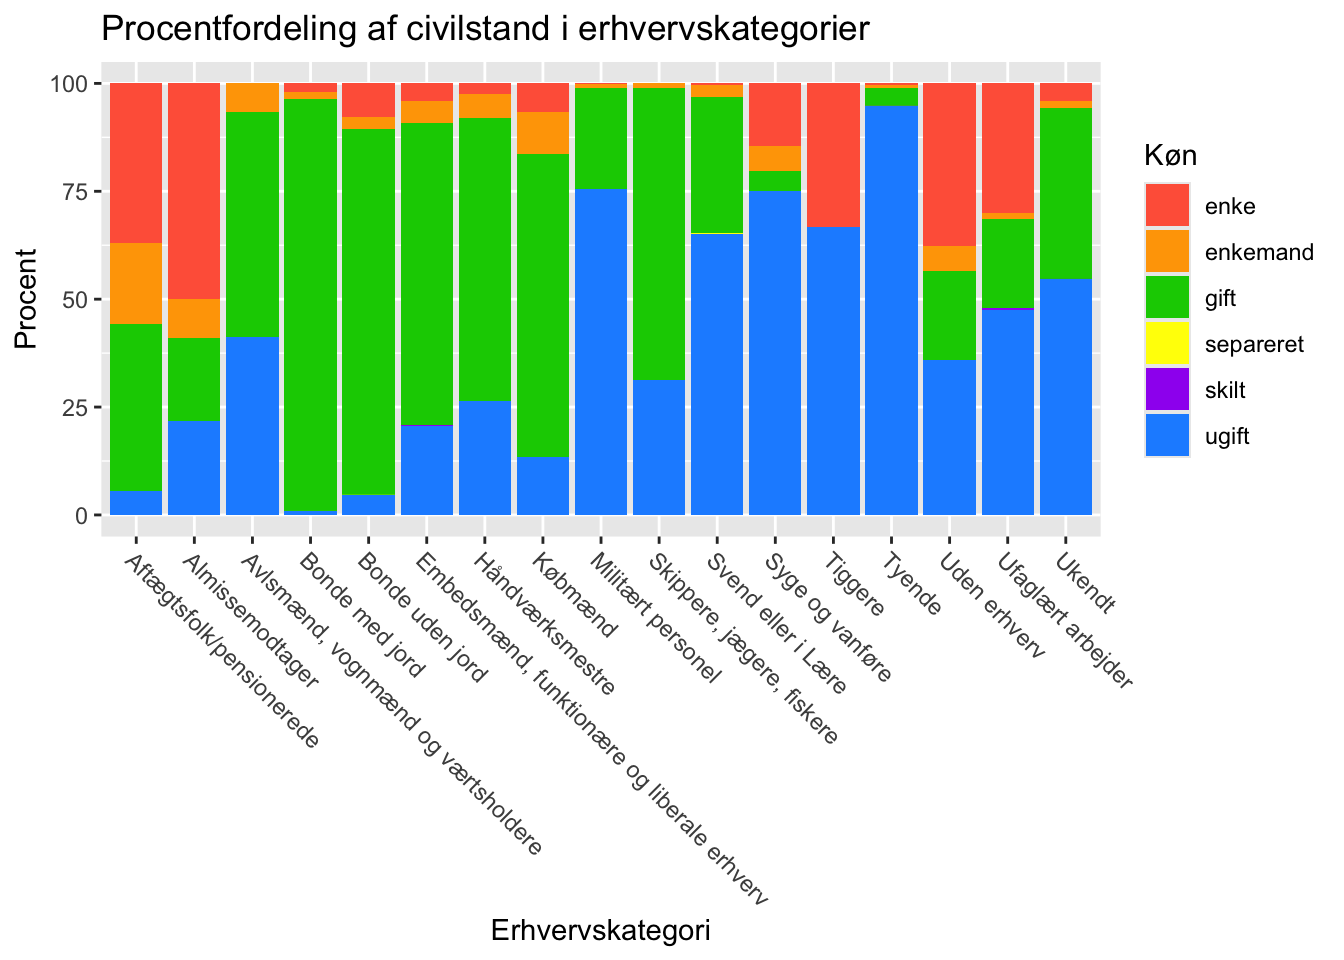 Procentfordeling af civilstand i erhvervskategorier
Procent
100
75
50
25
0
Aftægtsfolk/pensionerede
Almissemodtager
Avlsmænd, vognmænd og værtsholdere
Bonde med jord
Bonde uden jord
Embedsmænd, funktionære og liberale erhverv
Håndværksmestre
Købmænd
Militært personel
Skippere, jægere, fiskere
Svend eller i Lære
Syge og vanføre
Tiggere
Tyende
Uden erhverv
Ufaglært arbejder
Ukendt
Erhvervskategori
Køn
enke
enkemand
gift
separeret
skilt
ugift